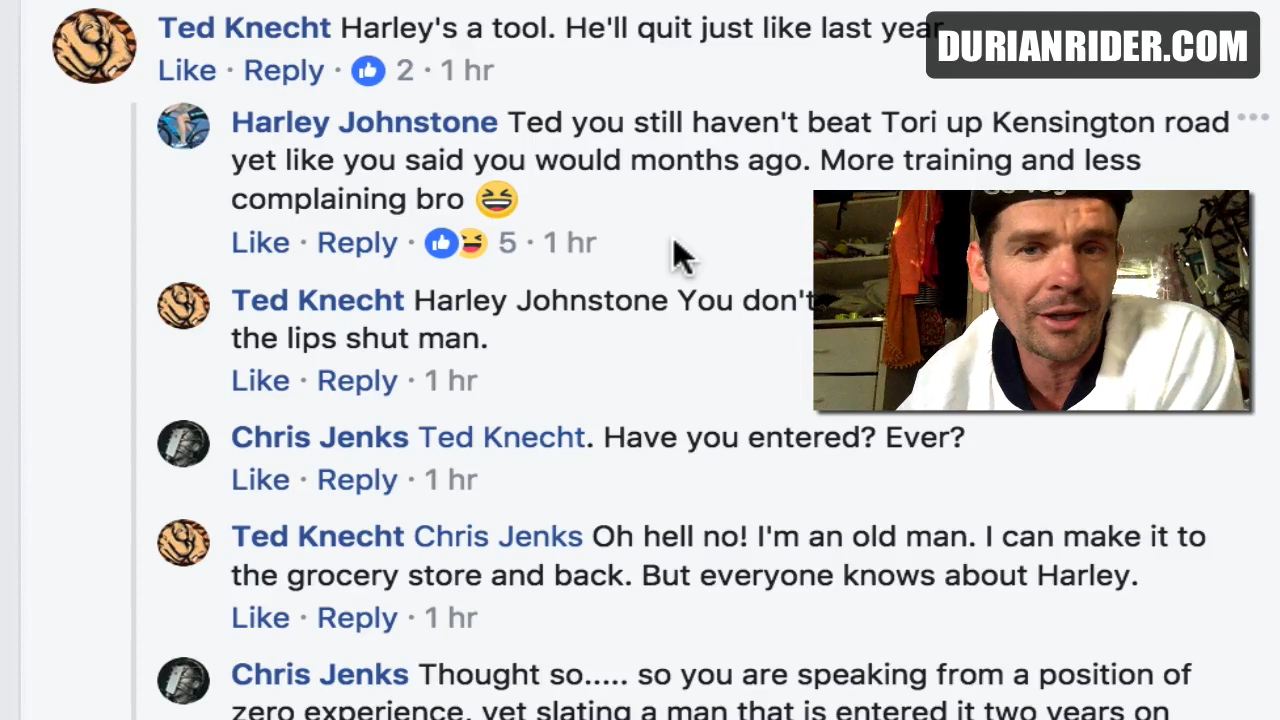 Ted Knecht Harley's a tool. He'll quit just like last year
DURIANRIDER.COM
Like · Reply · 2 · 1 hr
Harley Johnstone Ted you still haven't beat Tori up Kensington road
yet like you said you would months ago. More training and less
complaining bro 😆
Like · Reply · 5 · 1 hr
Ted Knecht Harley Johnstone You don't
the lips shut man.
Like · Reply · 1 hr
Chris Jenks Ted Knecht. Have you entered? Ever?
Like · Reply · 1 hr
Ted Knecht Chris Jenks Oh hell no! I'm an old man. I can make it to
the grocery store and back. But everyone knows about Harley.
Like · Reply · 1 hr
Chris Jenks Thought so..... so you are speaking from a position of
zero experience, yet slating a man that is entered it two years on